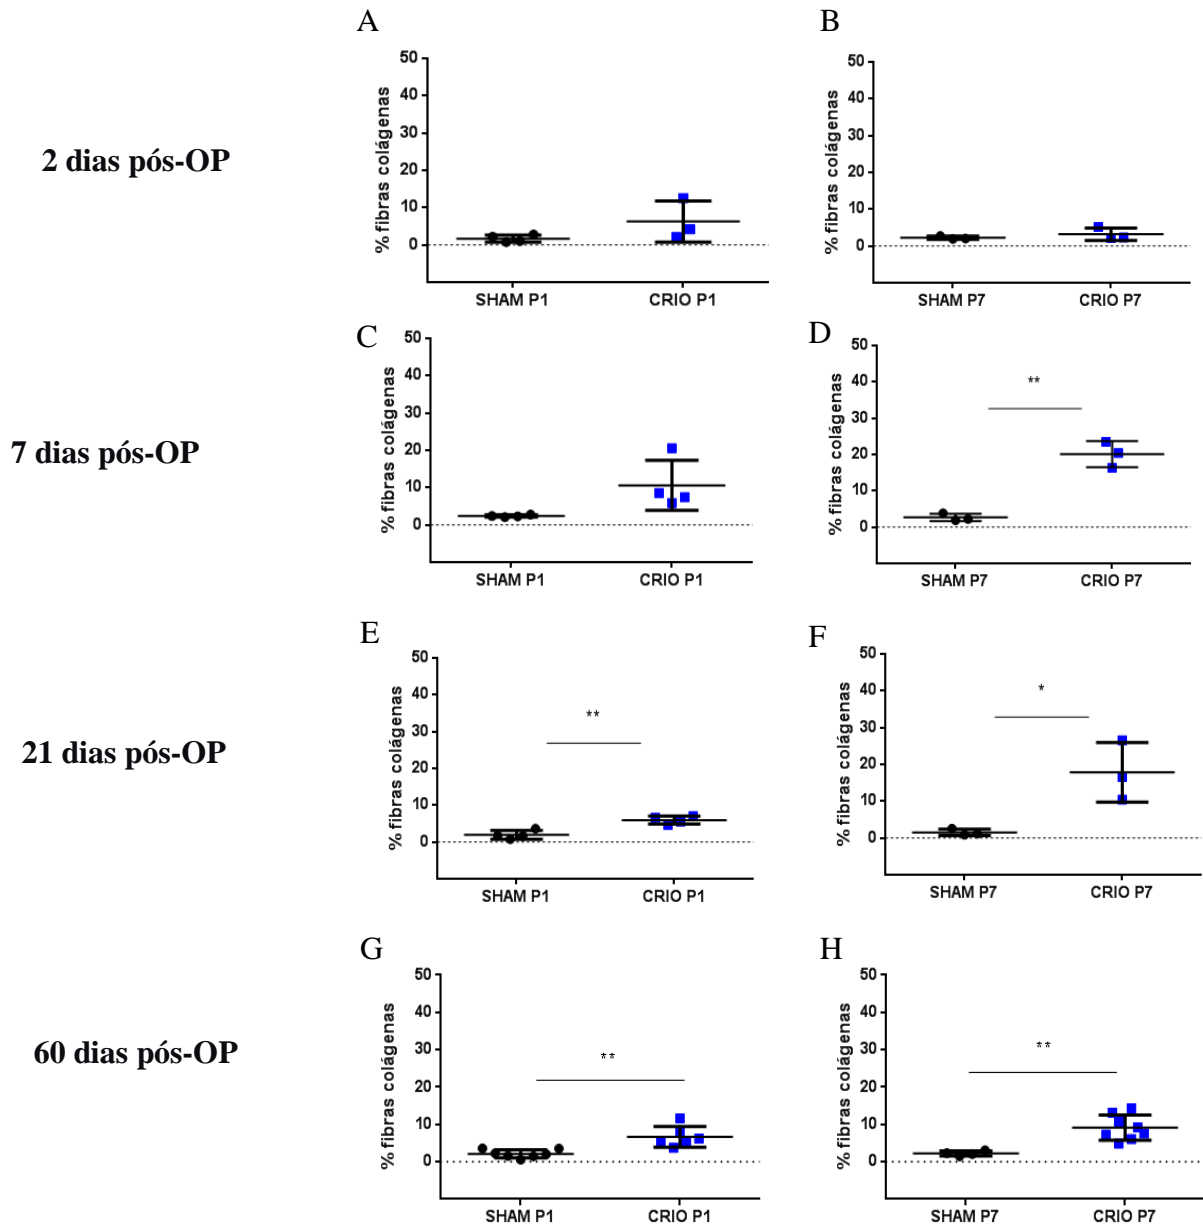 A
B
2 dias pós-OP
% fibras colágenas
50
40
30
20
10
0
SHAM P1
CRIO P1
% fibras colágenas
50
40
30
20
10
0
SHAM P7
CRIO P7
C
D
7 dias pós-OP
% fibras colágenas
50
40
30
20
10
0
SHAM P1
CRIO P1
% fibras colágenas
50
40
30
20
10
0
**
SHAM P7
CRIO P7
E
F
21 dias pós-OP
% fibras colágenas
50
40
30
20
10
0
**
SHAM P1
CRIO P1
% fibras colágenas
50
40
30
20
10
0
*
SHAM P7
CRIO P7
G
H
60 dias pós-OP
% fibras colágenas
50
40
30
20
10
0
**
SHAM P1
CRIO P1
% fibras colágenas
50
40
30
20
10
0
**
SHAM P7
CRIO P7